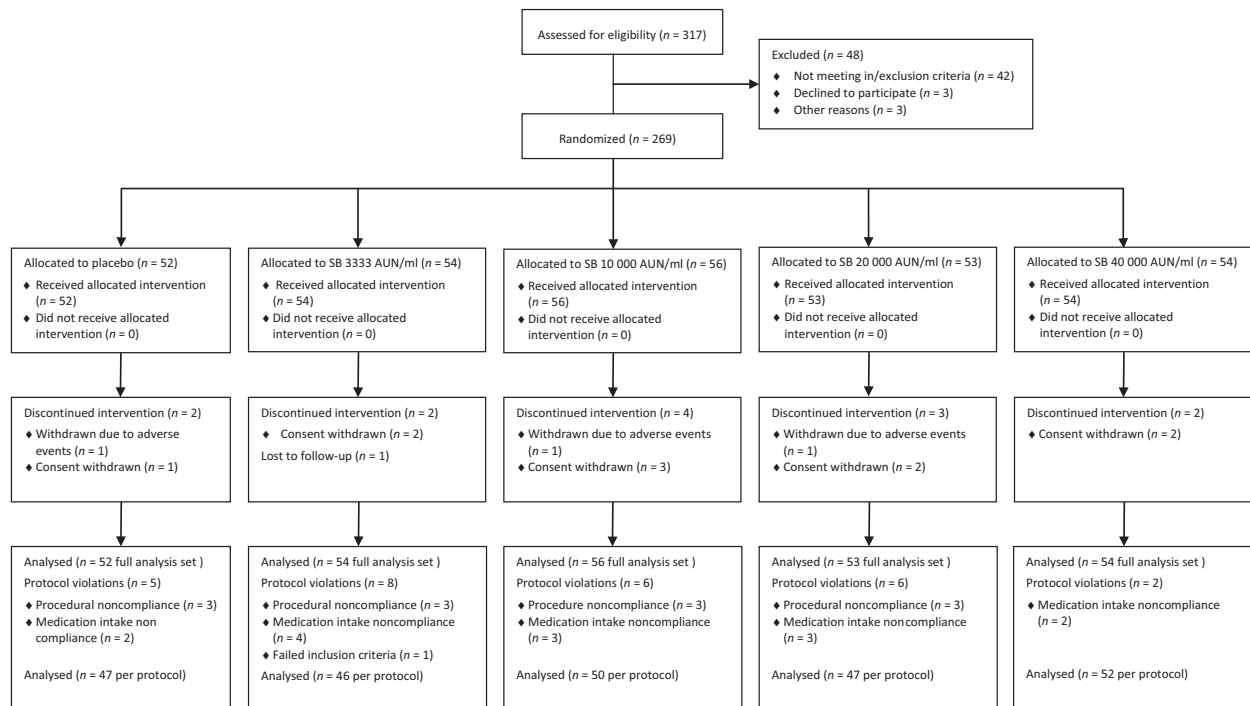 Assessed for eligibility (n = 317)
Excluded (n = 48)
♦ Not meeting in/exclusion criteria (n = 42)
♦ Declined to participate (n = 3)
♦ Other reasons (n = 3)
Randomized (n = 269)
Allocated to placebo (n = 52)
♦ Received allocated intervention
(n = 52)
♦ Did not receive allocated
intervention (n = 0)
Allocated to SB 3333 AUN/ml (n = 54)
♦ Received allocated intervention
(n = 54)
♦ Did not receive allocated
intervention (n = 0)
Allocated to SB 10 000 AUN/ml (n = 56)
♦ Received allocated intervention
(n = 56)
♦ Did not receive allocated
intervention (n = 0)
Allocated to SB 20 000 AUN/ml (n = 53)
♦ Received allocated intervention
(n = 53)
♦ Did not receive allocated
intervention (n = 0)
Allocated to SB 40 000 AUN/ml (n = 54)
♦ Received allocated intervention
(n = 54)
♦ Did not receive allocated
intervention (n = 0)
Discontinued intervention (n = 2)
♦ Withdrawn due to adverse
events (n = 1)
♦ Consent withdrawn (n = 1)
Discontinued intervention (n = 2)
♦ Consent withdrawn (n = 2)
Lost to follow-up (n = 1)
Discontinued intervention (n = 4)
♦ Withdrawn due to adverse events
(n = 1)
♦ Consent withdrawn (n = 3)
Discontinued intervention (n = 3)
♦ Withdrawn due to adverse events
(n = 1)
♦ Consent withdrawn (n = 2)
Discontinued intervention (n = 2)
♦ Consent withdrawn (n = 2)
Analysed (n = 52 full analysis set )
Protocol violations (n = 5)
♦ Procedural noncompliance (n = 3)
♦ Medication intake non
compliance (n = 2)
Analysed (n = 47 per protocol)
Analysed (n = 54 full analysis set )
Protocol violations (n = 8)
♦ Procedural noncompliance (n = 3)
♦ Medication intake noncompliance
(n = 4)
♦ Failed inclusion criteria (n = 1)
Analysed (n = 46 per protocol)
Analysed (n = 56 full analysis set )
Protocol violations (n = 6)
♦ Procedure noncompliance (n = 3)
♦ Medication intake noncompliance
(n = 3)
Analysed (n = 50 per protocol)
Analysed (n = 53 full analysis set )
Protocol violations (n = 6)
♦ Procedural noncompliance (n = 3)
♦ Medication intake noncompliance
(n = 3)
Analysed (n = 47 per protocol)
Analysed (n = 54 full analysis set )
Protocol violations (n = 2)
♦ Medication intake noncompliance
(n = 2)
Analysed (n = 52 per protocol)